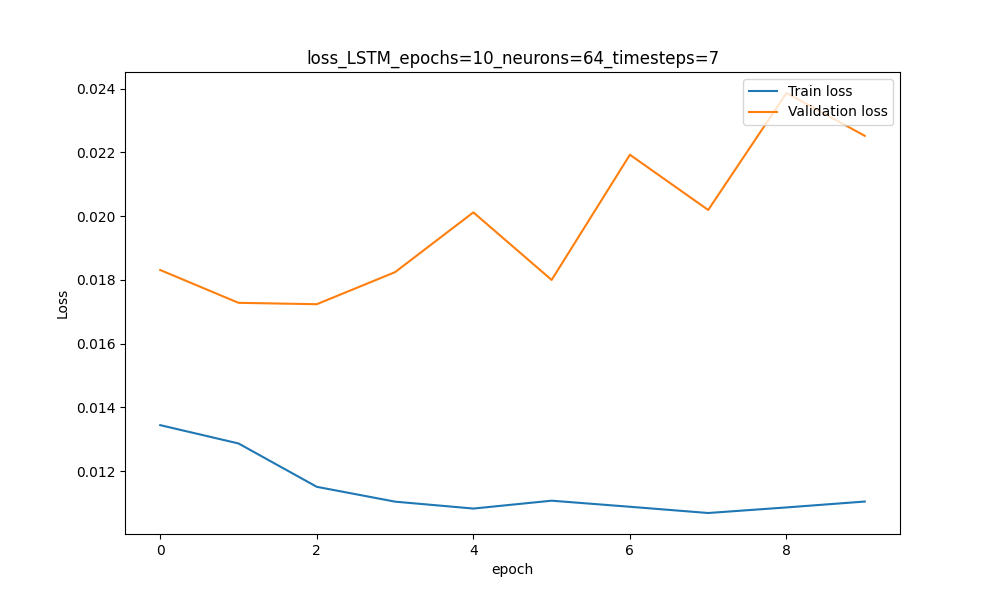 loss_LSTM_epochs=10_neurons=64_timesteps=7
Train loss
Validation loss
0.024
0.022
0.020
0.018
0.016
0.014
0.012
Loss
0 2 4 6 8
epoch